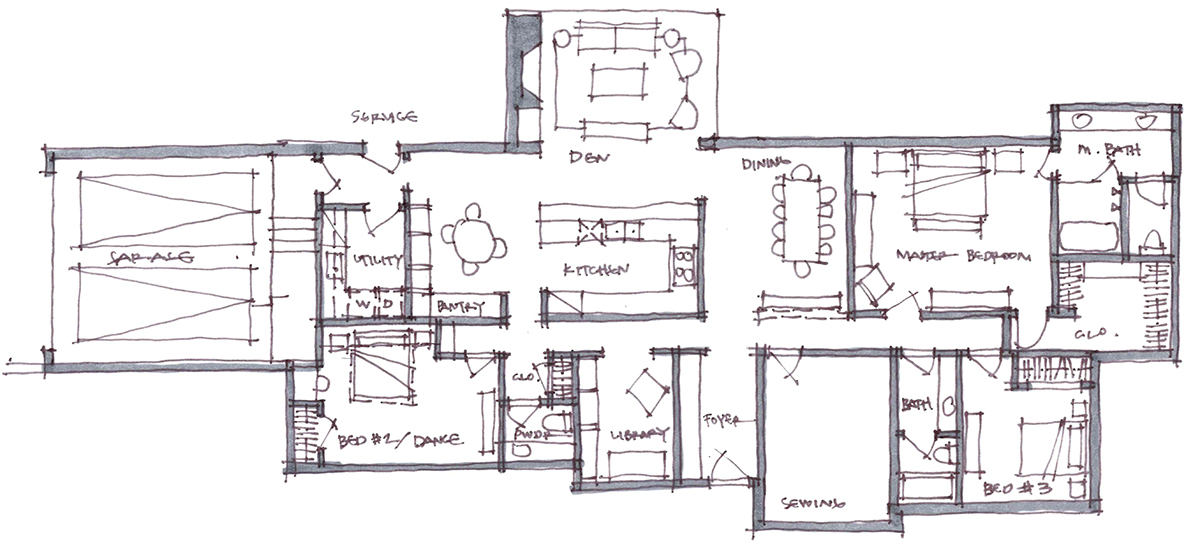 SERVICE
DEN
DINING
M. BATH
GARAGE
UTILITY
KITCHEN
MASTER BEDROOM
W D
PANTRY
CLO.
CLO.
BATH
FOYER
BED #2/DANCE
PWDR
LIBRARY
SEWING
BED #3